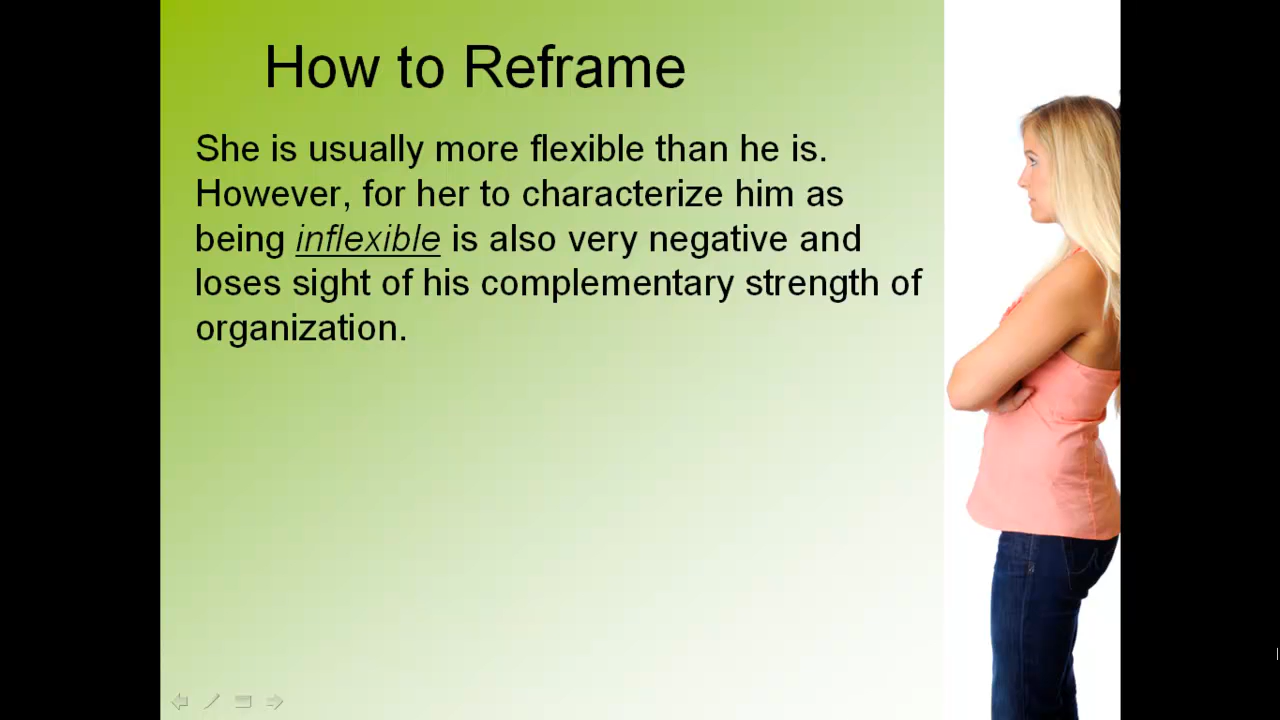 How to Reframe
She is usually more flexible than he is.
However, for her to characterize him as
being inflexible is also very negative and
loses sight of his complementary strength of
organization.